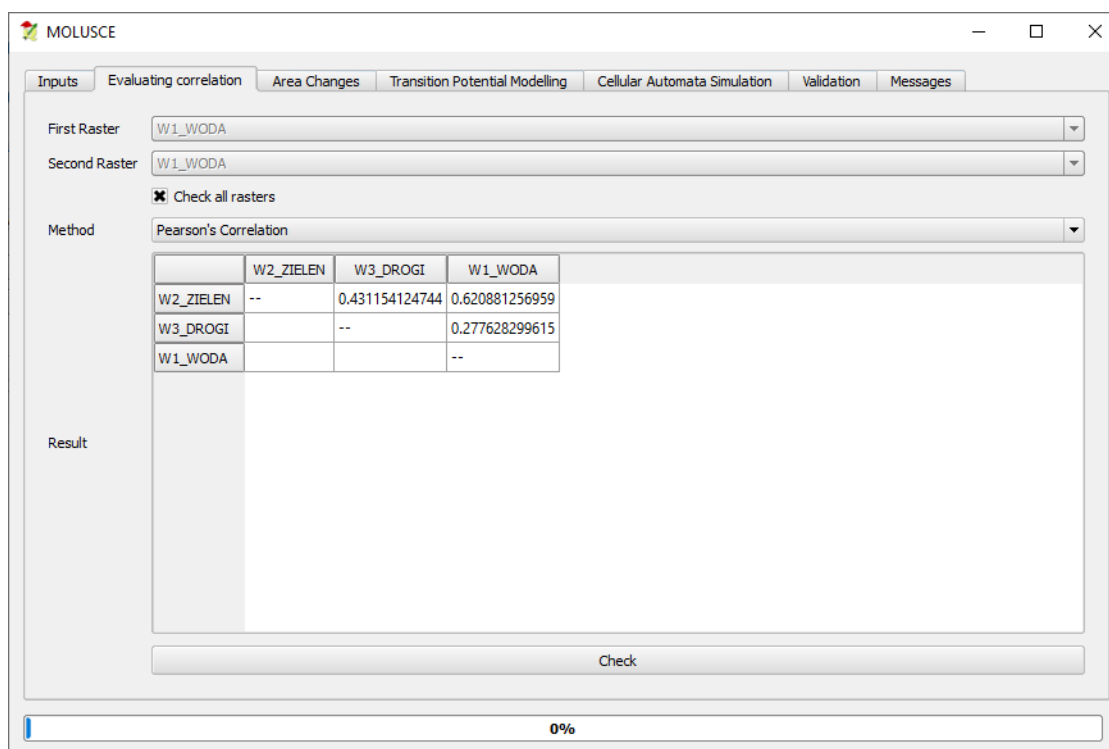 MOLUSCE
Inputs Evaluating correlation Area Changes Transition Potential Modelling Cellular Automata Simulation Validation Messages
First Raster W1_WODA
Second Raster W1_WODA
Check all rasters
Method Pearson's Correlation
W2_ZIELEN W3_DROGI W1_WODA
W2_ZIELEN -- 0.431154124744 0.620881256959
W3_DROGI -- 0.277628299615
W1_WODA --
Result
Check
0%